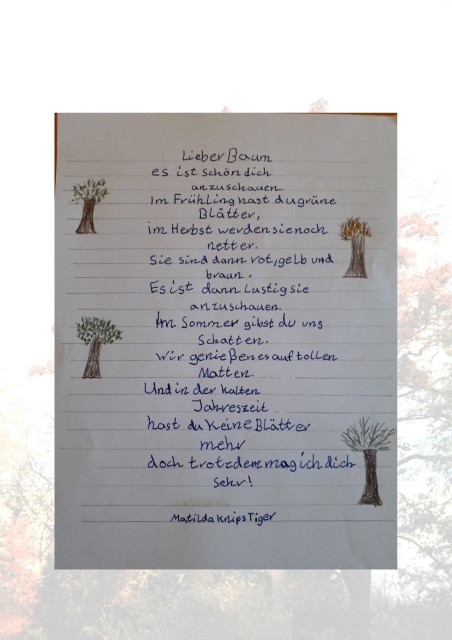 Lieber Baum
es ist schön dich
anzuschauen.
Im Frühling hast du grüne
Blätter,
im Herbst werden sie noch
netter.
Sie sind dann rot, gelb und
braun.
Es ist dann lustig sie
anzuschauen.
Im Sommer gibst du uns
Schatten.
Wir genießen es auf tollen
Matten.
Und in der kalten
Jahreszeit
hast du keine Blätter
mehr
doch trotzdem mag ich dich
sehr!
Matilda Knips Tiger